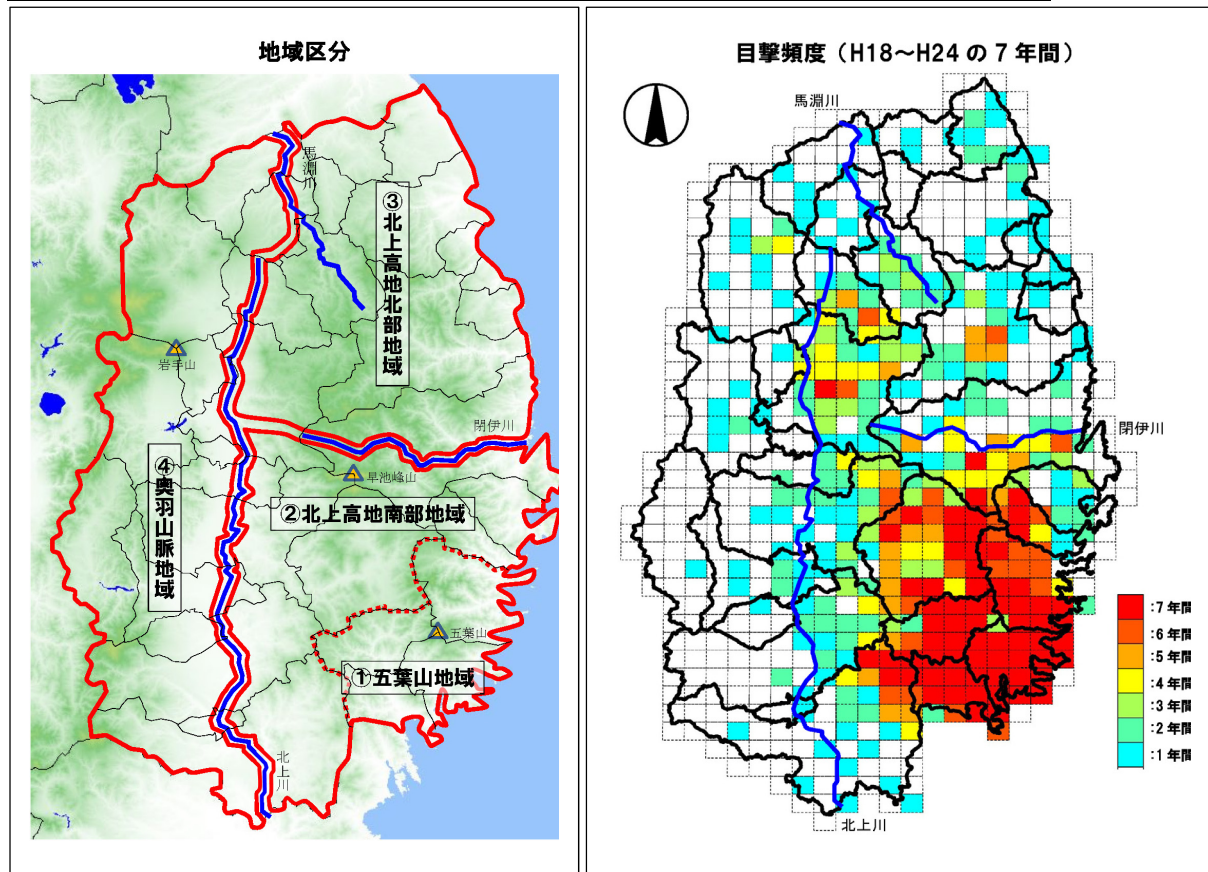 地域区分
馬淵川
③北上高地北部地域
岩手山
閉伊川
早池峰山
②北上高地南部地域
④奥羽山脈地域
五葉山
①五葉山地域
北上川
目撃頻度（H18～H24の7年間）
馬淵川
閉伊川
:7年間
:6年間
:5年間
:4年間
:3年間
:2年間
:1年間
北上川